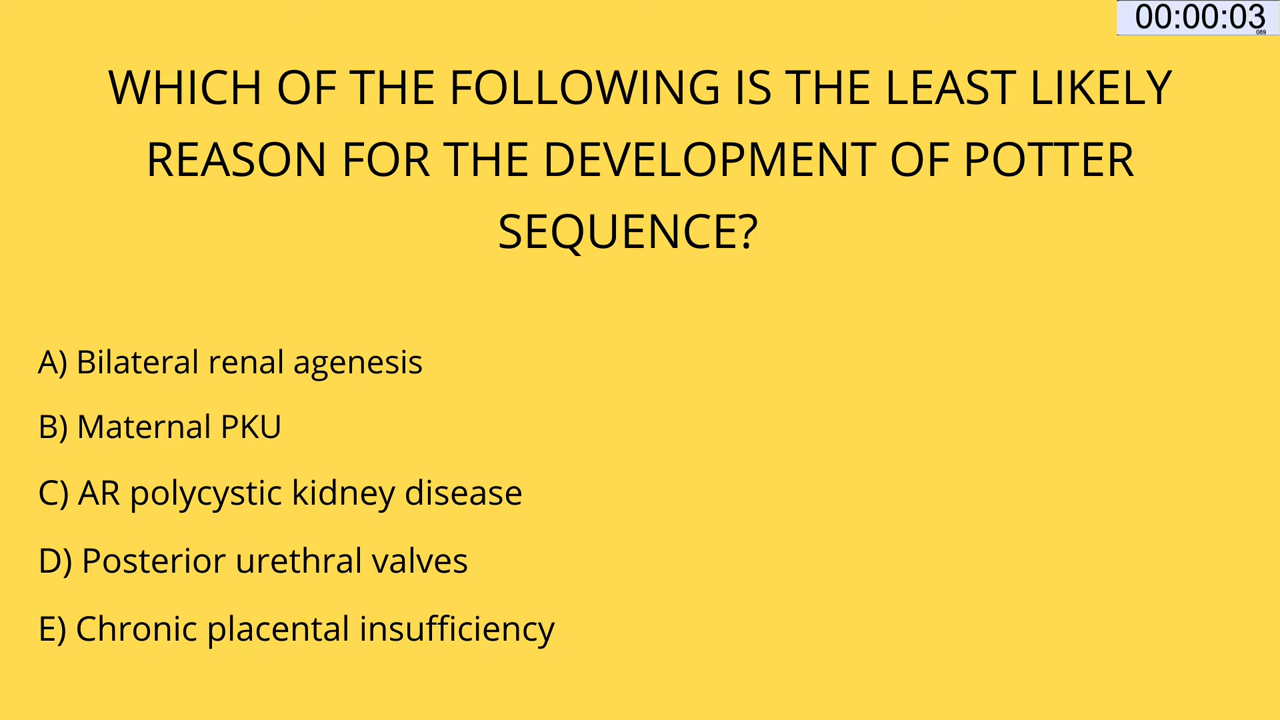 00:00:03
089
WHICH OF THE FOLLOWING IS THE LEAST LIKELY
REASON FOR THE DEVELOPMENT OF POTTER
SEQUENCE?
A) Bilateral renal agenesis
B) Maternal PKU
C) AR polycystic kidney disease
D) Posterior urethral valves
E) Chronic placental insufficiency